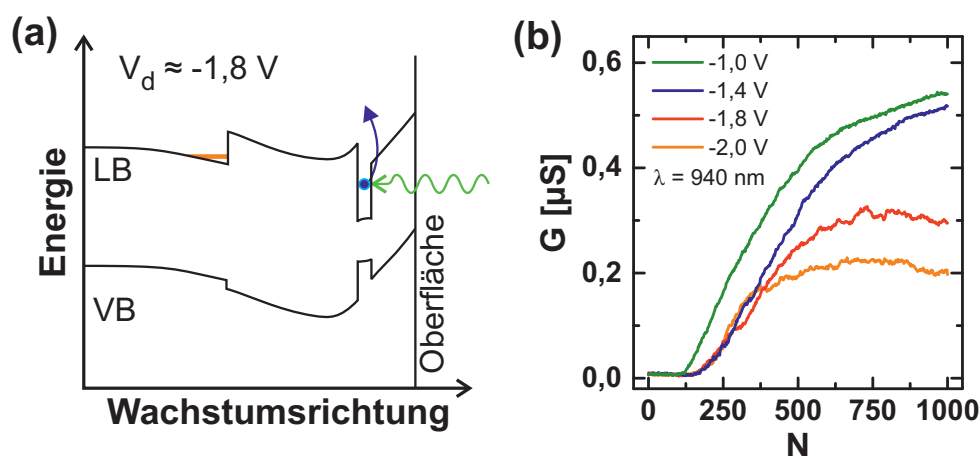 (a)
V_d ≈ -1,8 V
LB
VB
Energie
Oberfläche
Wachstumsrichtung
(b)
0,6
0,4
0,2
0,0
G [µS]
-1,0 V
-1,4 V
-1,8 V
-2,0 V
λ = 940 nm
0 250 500 750 1000
N